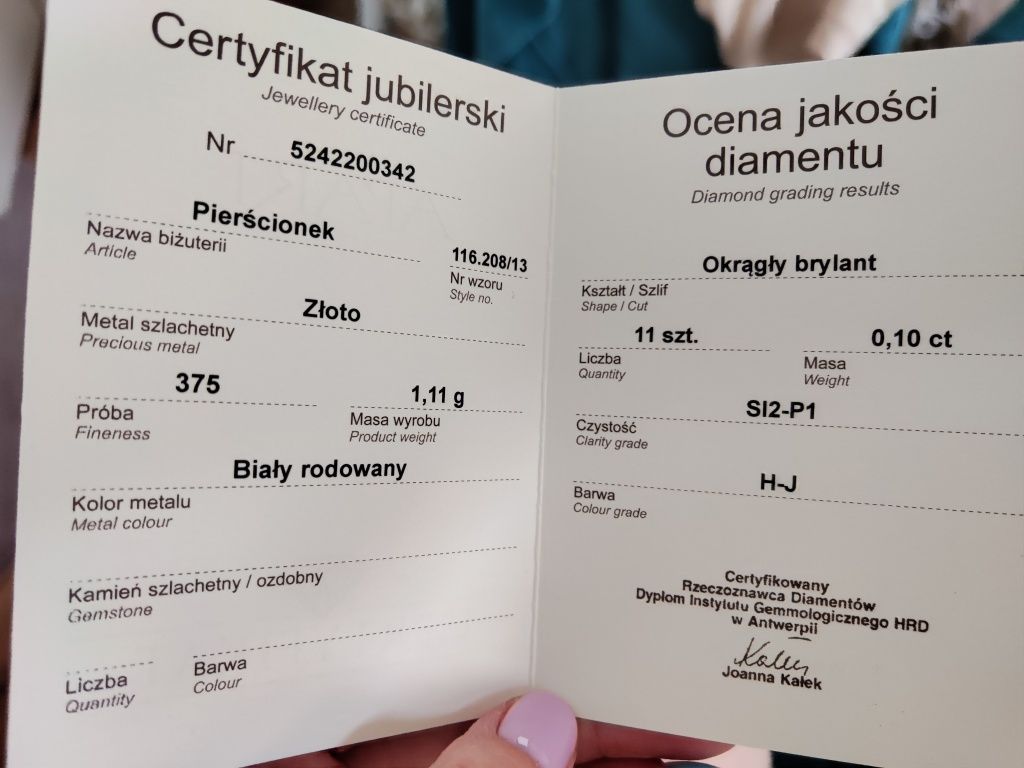 Certyfikat jubilerski
Jewellery certificate
Nr 5242200342
Pierścionek
Nazwa biżuterii
Article
116.208/13
Nr wzoru
Style no.
Złoto
Metal szlachetny
Precious metal
375
Próba
Fineness
1,11 g
Masa wyrobu
Product weight
Biały rodowany
Kolor metalu
Metal colour
Kamień szlachetny / ozdobny
Gemstone
Liczba
Quantity
Barwa
Colour
Ocena jakości
diamentu
Diamond grading results
Okrągły brylant
Kształt / Szlif
Shape / Cut
11 szt.
Liczba
Quantity
0,10 ct
Masa
Weight
SI2-P1
Czystość
Clarity grade
H-J
Barwa
Colour grade
Certyfikowany
Rzeczoznawca Diamentów
Dyplom Instytutu Gemmologicznego HRD
w Antwerpii
Joanna Kałek